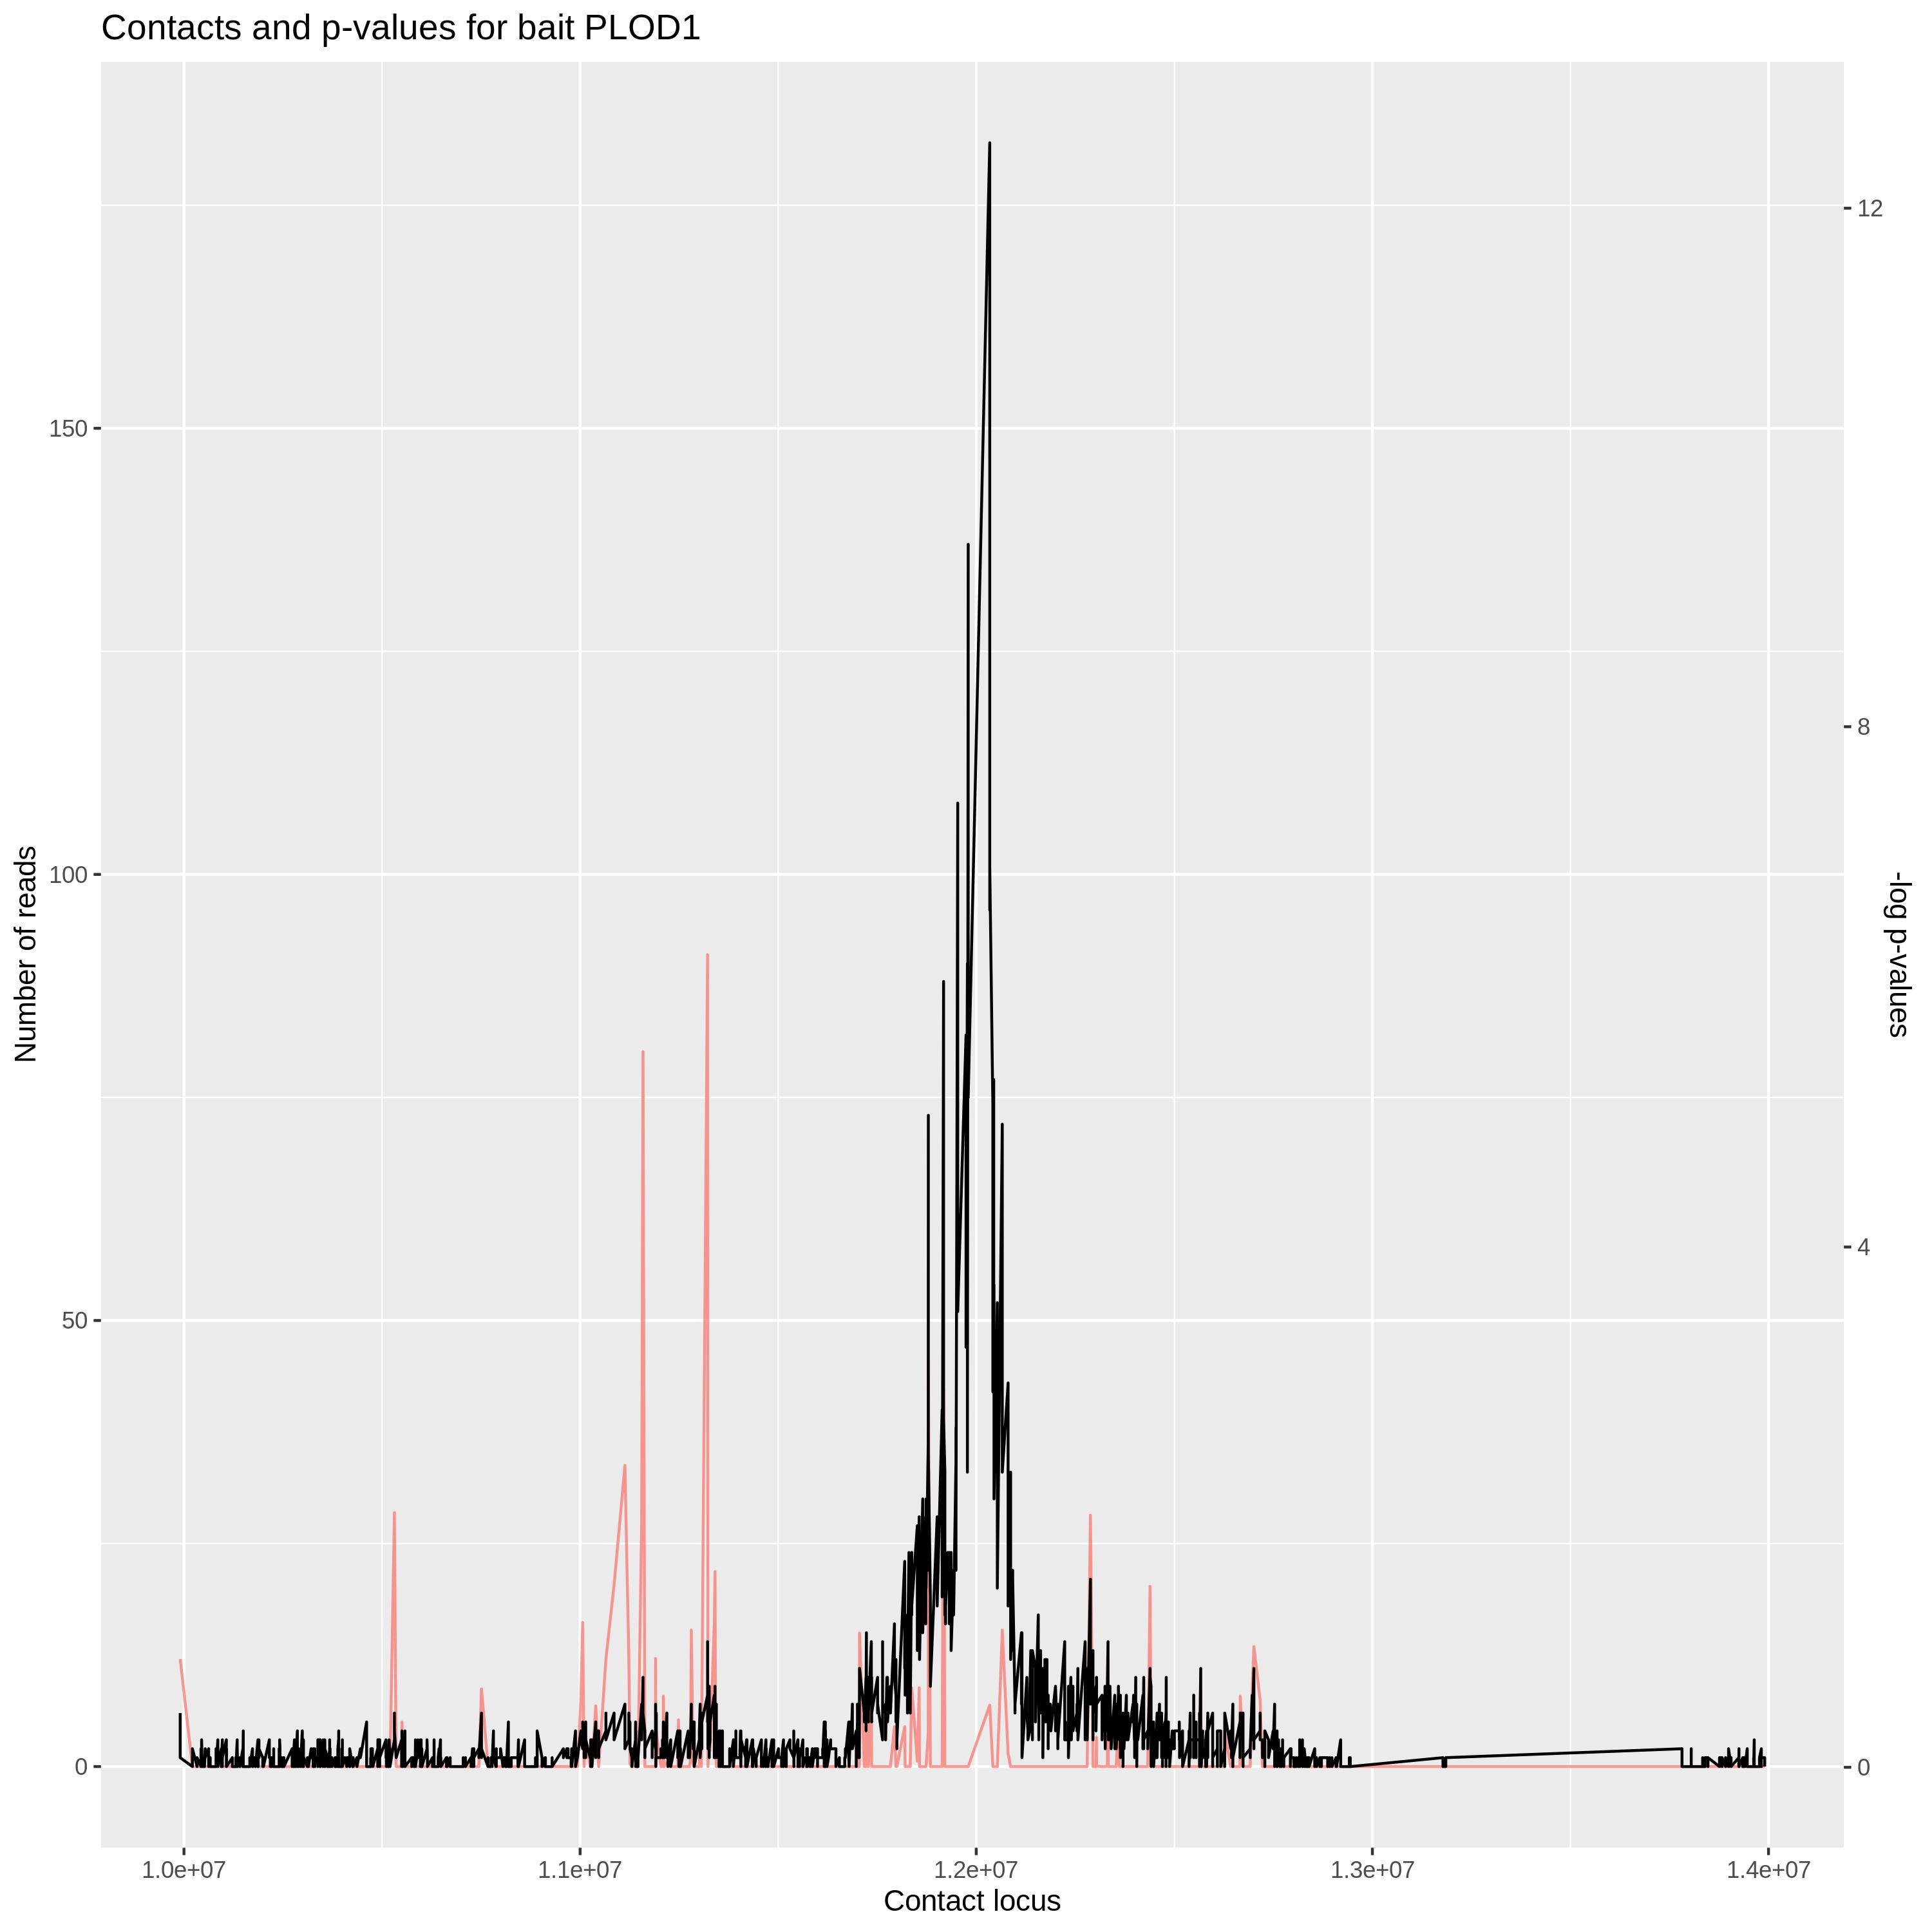 Contacts and p-values for bait PLOD1
Number of reads
150
100
50
0
12
8
4
0
-log p-values
1.0e+07
1.1e+07
1.2e+07
1.3e+07
1.4e+07
Contact locus